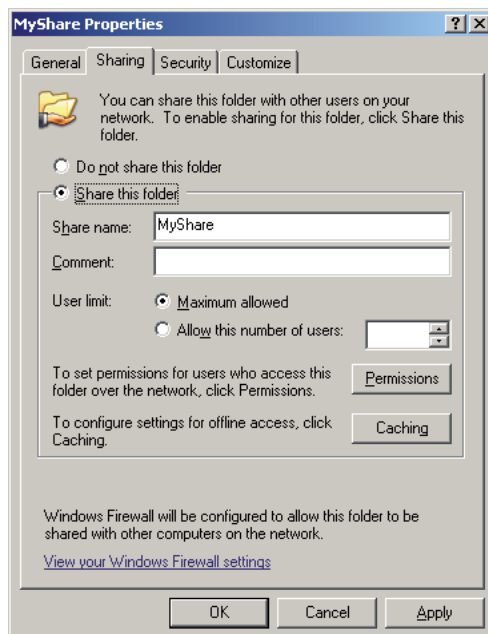 MyShare Properties
? X
General Sharing Security Customize
You can share this folder with other users on your
network. To enable sharing for this folder, click Share this
folder.
Do not share this folder
Share this folder
Share name: MyShare
Comment:
User limit: Maximum allowed
Allow this number of users:
To set permissions for users who access this
folder over the network, click Permissions.
Permissions
To configure settings for offline access, click
Caching.
Caching
Windows Firewall will be configured to allow this folder to be
shared with other computers on the network.
View your Windows Firewall settings
OK Cancel Apply